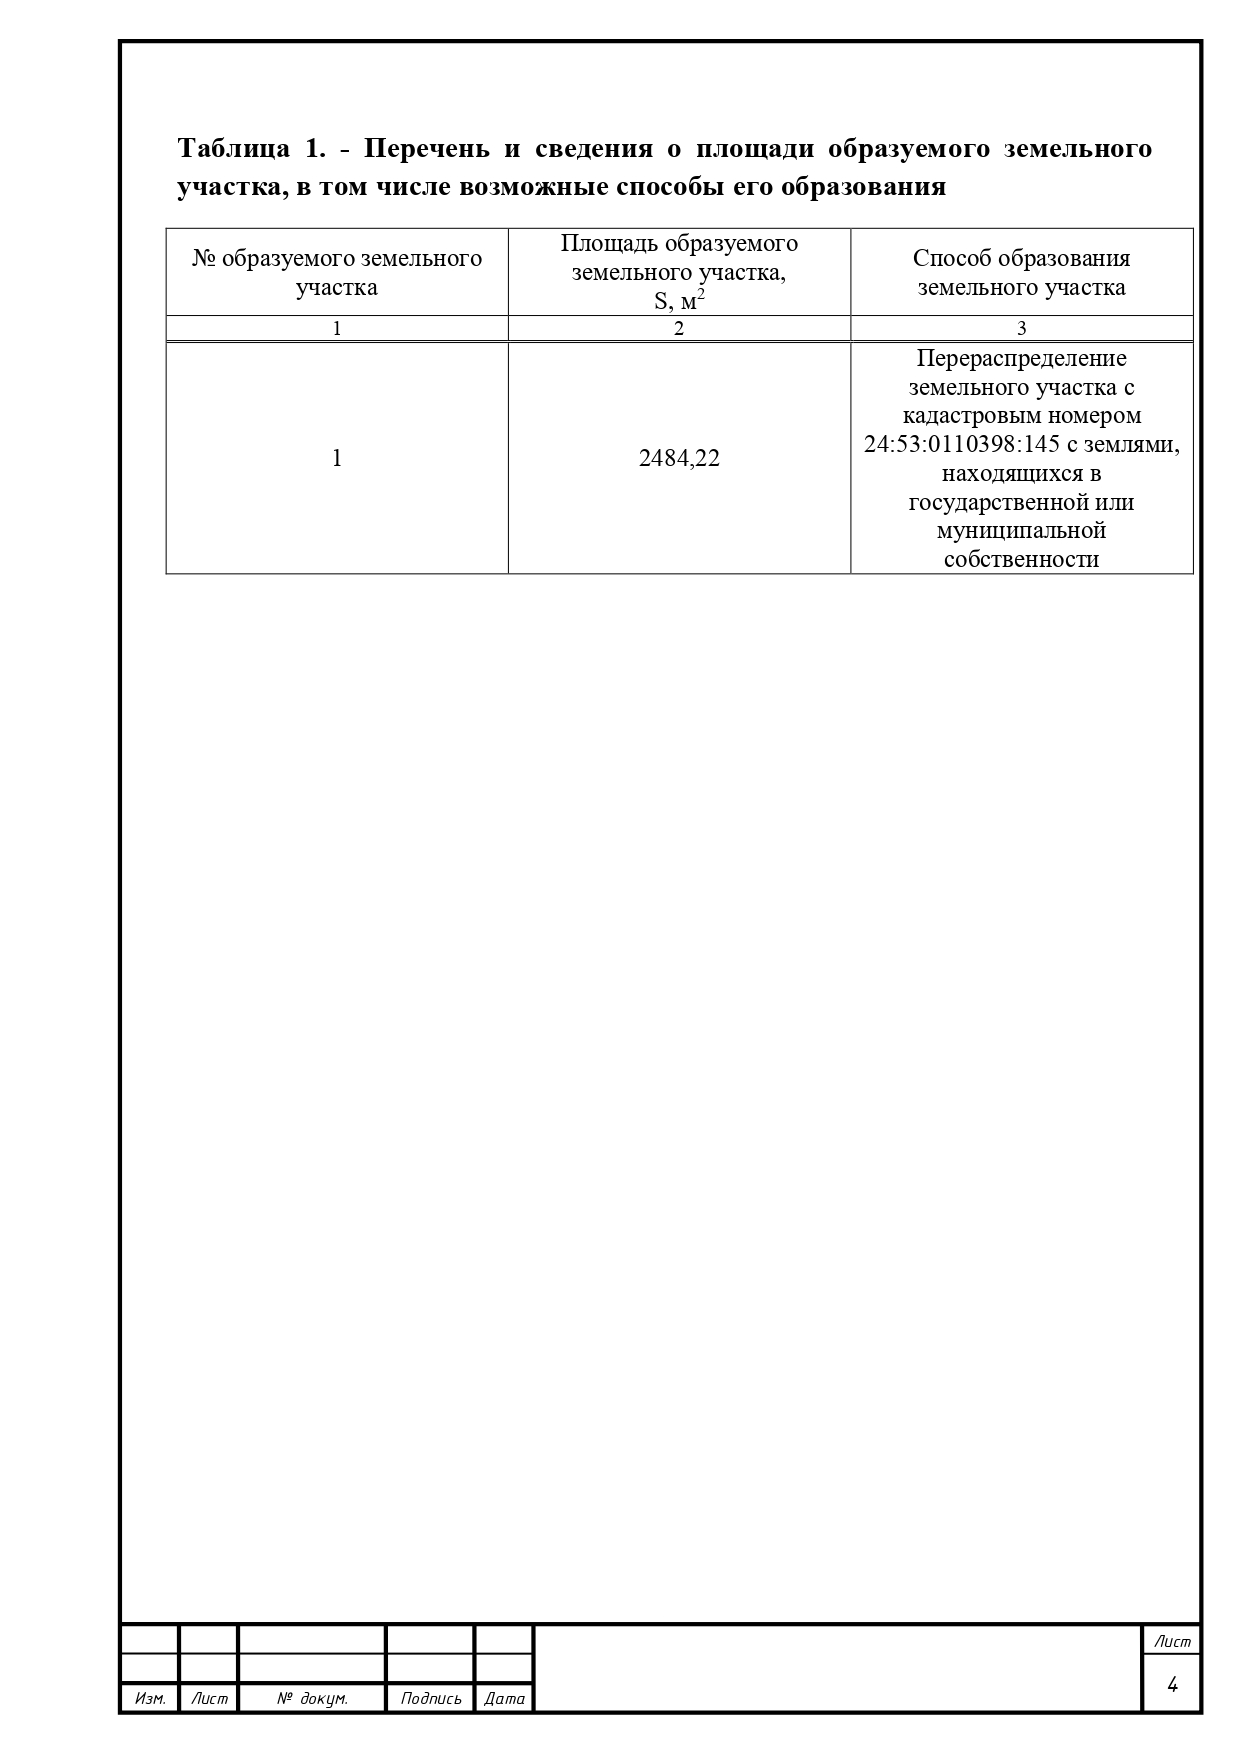 Таблица 1. - Перечень и сведения о площади образуемого земельного
участка, в том числе возможные способы его образования
№ образуемого земельного
участка
Площадь образуемого
земельного участка,
S, м²
Способ образования
земельного участка
1
2
3
1
2484,22
Перераспределение
земельного участка с
кадастровым номером
24:53:0110398:145 с землями,
находящихся в
государственной или
муниципальной
собственности
Лист
4
Изм.
Лист
№ докум.
Подпись
Дата